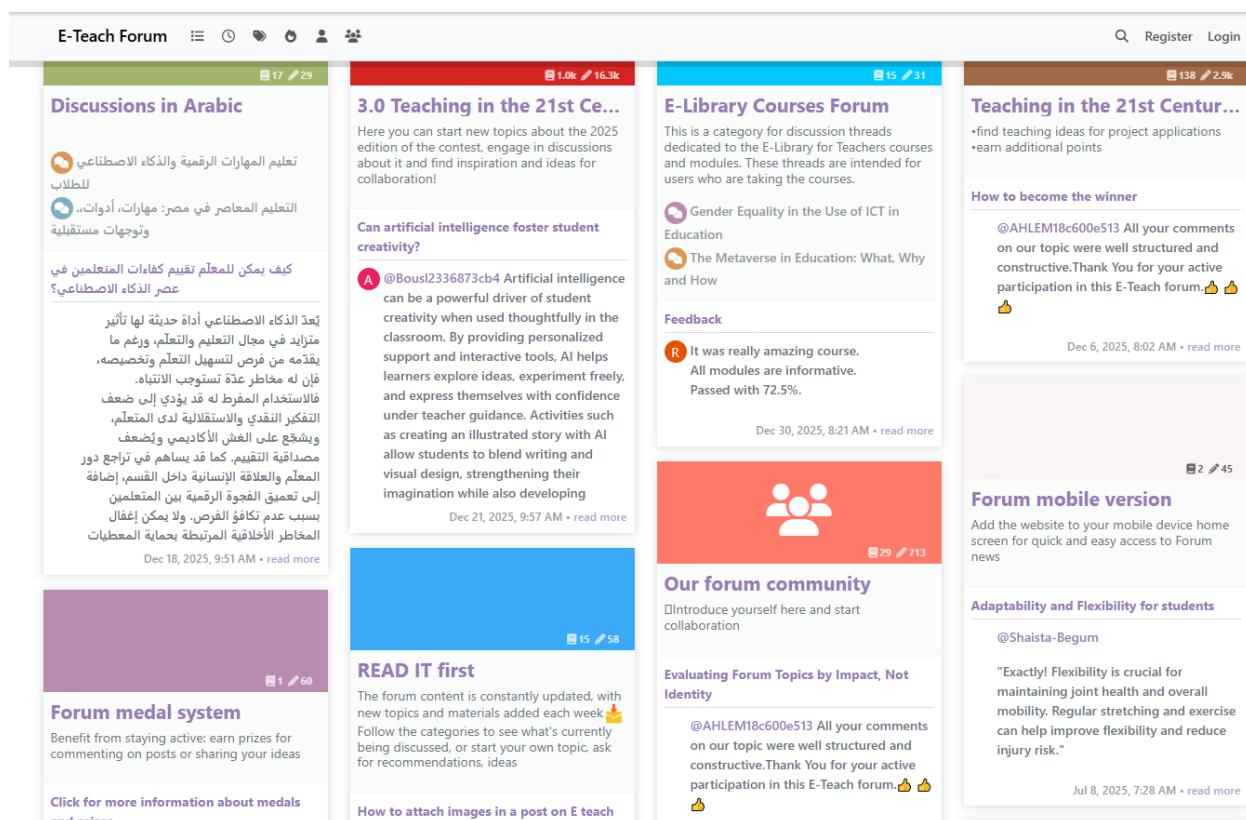 E-Teach Forum
Register Login
17 29
Discussions in Arabic
تعليم المهارات الرقمية والذكاء الاصطناعي
للطلاب
التعليم المعاصر في مصر: مهارات، أدوات،.
وتوجهات مستقبلية
كيف يمكن للمعلّم تقييم كفاءات المتعلمين في
عصر الذكاء الاصطناعي؟
يُعدّ الذكاء الاصطناعي أداة حديثة لها تأثير
متزايد في مجال التعليم والتعلّم، ورغم ما
يقدّمه من فرص لتسهيل التعلّم وتخصيصه،
فإن له مخاطر عدّة تستوجب الانتباه.
فالاستخدام المفرط له قد يؤدي إلى ضعف
التفكير النقدي والاستقلالية لدى المتعلّم،
ويشجّع على الغش الأكاديمي ويُضعف
مصداقية التقييم. كما قد يساهم في تراجع دور
المعلّم والعلاقة الإنسانية داخل القسم، إضافة
إلى تعميق الفجوة الرقمية بين المتعلمين
بسبب عدم تكافؤ الفرص. ولا يمكن إغفال
المخاطر الأخلاقية المرتبطة بحماية المعطيات
Dec 18, 2025, 9:51 AM • read more
1 60
Forum medal system
Benefit from staying active: earn prizes for
commenting on posts or sharing your ideas
Click for more information about medals
and prizes
1.0k 16.3k
3.0 Teaching in the 21st Ce...
Here you can start new topics about the 2025
edition of the contest, engage in discussions
about it and find inspiration and ideas for
collaboration!
Can artificial intelligence foster student
creativity?
A @Bousl2336873cb4 Artificial intelligence
can be a powerful driver of student
creativity when used thoughtfully in the
classroom. By providing personalized
support and interactive tools, AI helps
learners explore ideas, experiment freely,
and express themselves with confidence
under teacher guidance. Activities such
as creating an illustrated story with AI
allow students to blend writing and
visual design, strengthening their
imagination while also developing
Dec 21, 2025, 9:57 AM • read more
15 58
READ IT first
The forum content is constantly updated, with
new topics and materials added each week📥
Follow the categories to see what's currently
being discussed, or start your own topic, ask
for recommendations, ideas
How to attach images in a post on E teach
15 31
E-Library Courses Forum
This is a category for discussion threads
dedicated to the E-Library for Teachers courses
and modules. These threads are intended for
users who are taking the courses.
Gender Equality in the Use of ICT in
Education
The Metaverse in Education: What, Why
and How
Feedback
R It was really amazing course.
All modules are informative.
Passed with 72.5%.
Dec 30, 2025, 8:21 AM • read more
29 713
Our forum community
Introduce yourself here and start
collaboration
Evaluating Forum Topics by Impact, Not
Identity
@AHLEM18c600e513 All your comments
on our topic were well structured and
constructive.Thank You for your active
participation in this E-Teach forum.👍 👍
👍
138 2.9k
Teaching in the 21st Centur...
•find teaching ideas for project applications
•earn additional points
How to become the winner
@AHLEM18c600e513 All your comments
on our topic were well structured and
constructive.Thank You for your active
participation in this E-Teach forum.👍 👍
👍
Dec 6, 2025, 8:02 AM • read more
2 45
Forum mobile version
Add the website to your mobile device home
screen for quick and easy access to Forum
news
Adaptability and Flexibility for students
@Shaista-Begum
"Exactly! Flexibility is crucial for
maintaining joint health and overall
mobility. Regular stretching and exercise
can help improve flexibility and reduce
injury risk."
Jul 8, 2025, 7:28 AM • read more